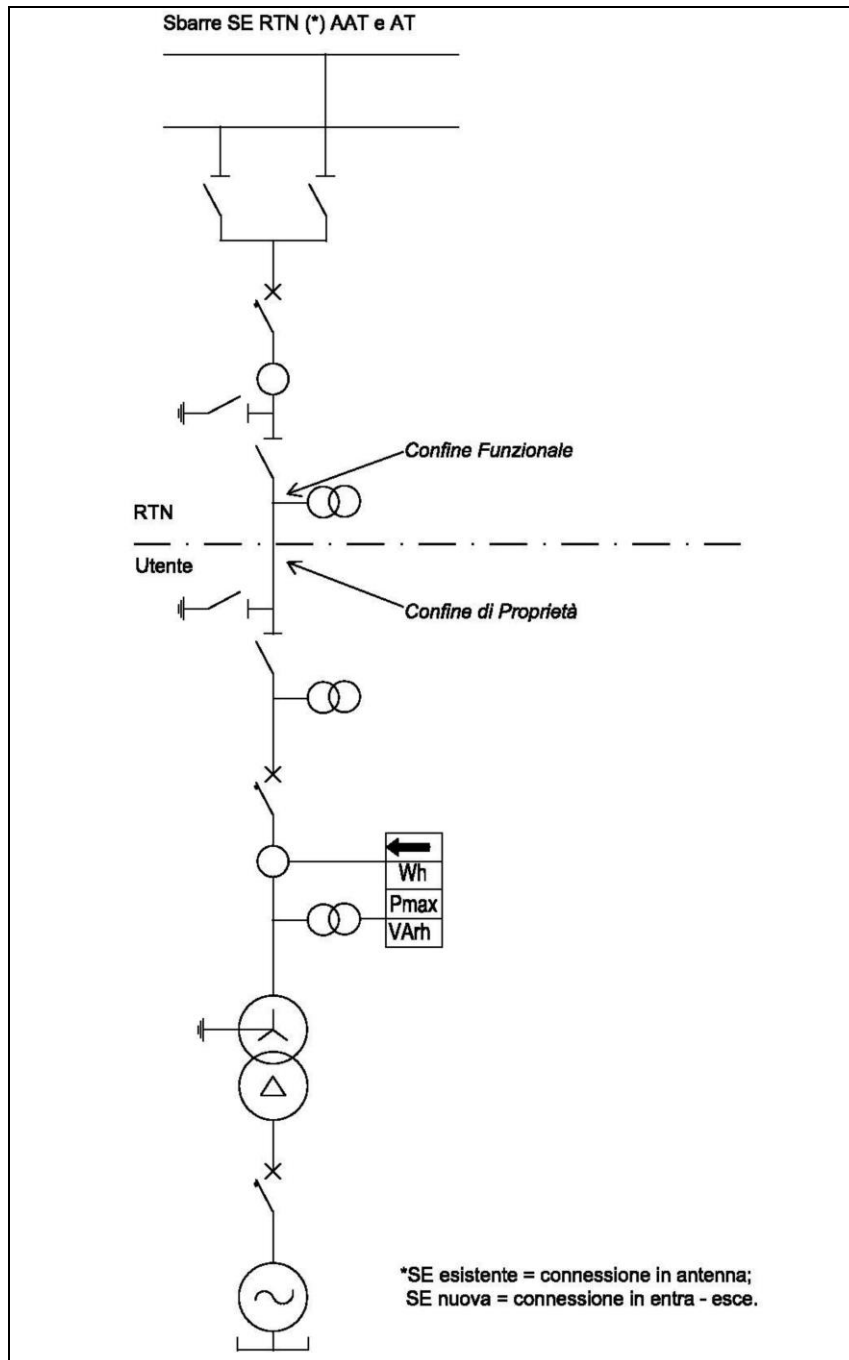 Sbarre SE RTN (*) AAT e AT
Confine Funzionale
RTN
Utente
Confine di Proprietà
Wh
Pmax
VArh
*SE esistente = connessione in antenna;
SE nuova = connessione in entra - esce.